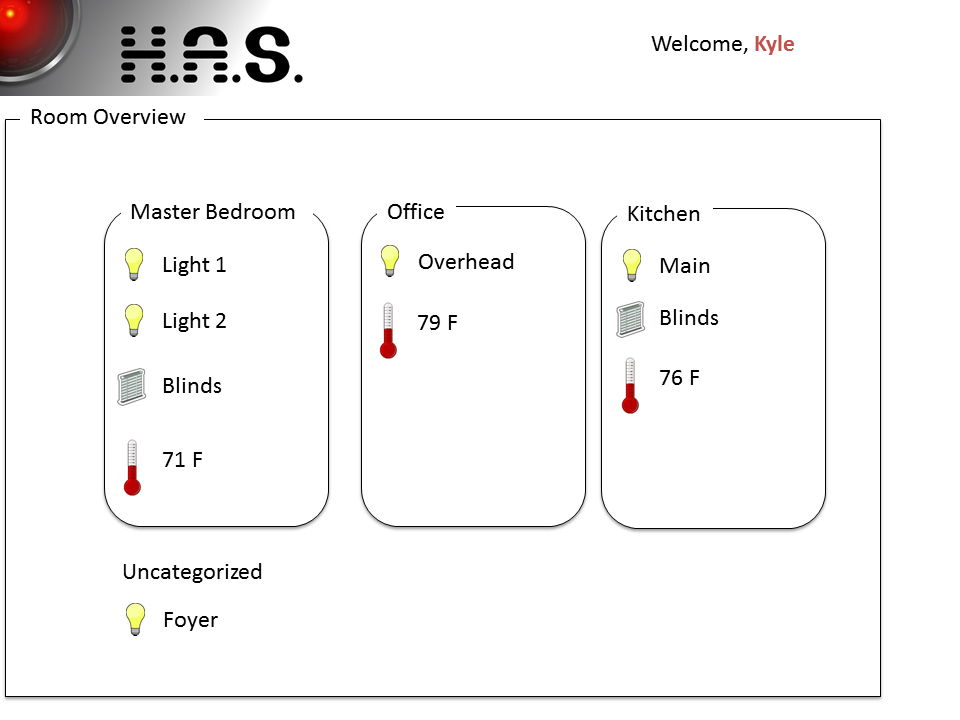 H.A.S.
Welcome, Kyle
Room Overview
Master Bedroom
Light 1
Light 2
Blinds
71 F
Office
Overhead
79 F
Kitchen
Main
Blinds
76 F
Uncategorized
Foyer